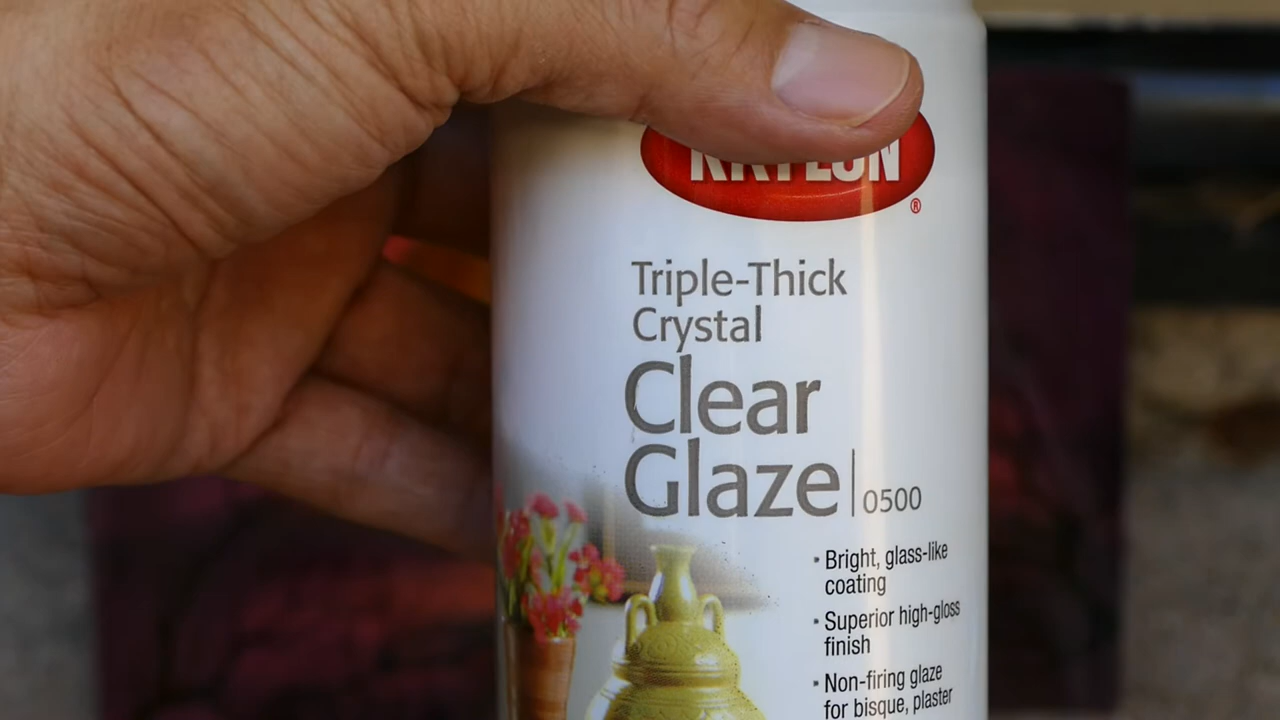 KRYLON
®
Triple-Thick
Crystal
Clear
Glaze | 0500
· Bright, glass-like
coating
· Superior high-gloss
finish
· Non-firing glaze
for bisque, plaster